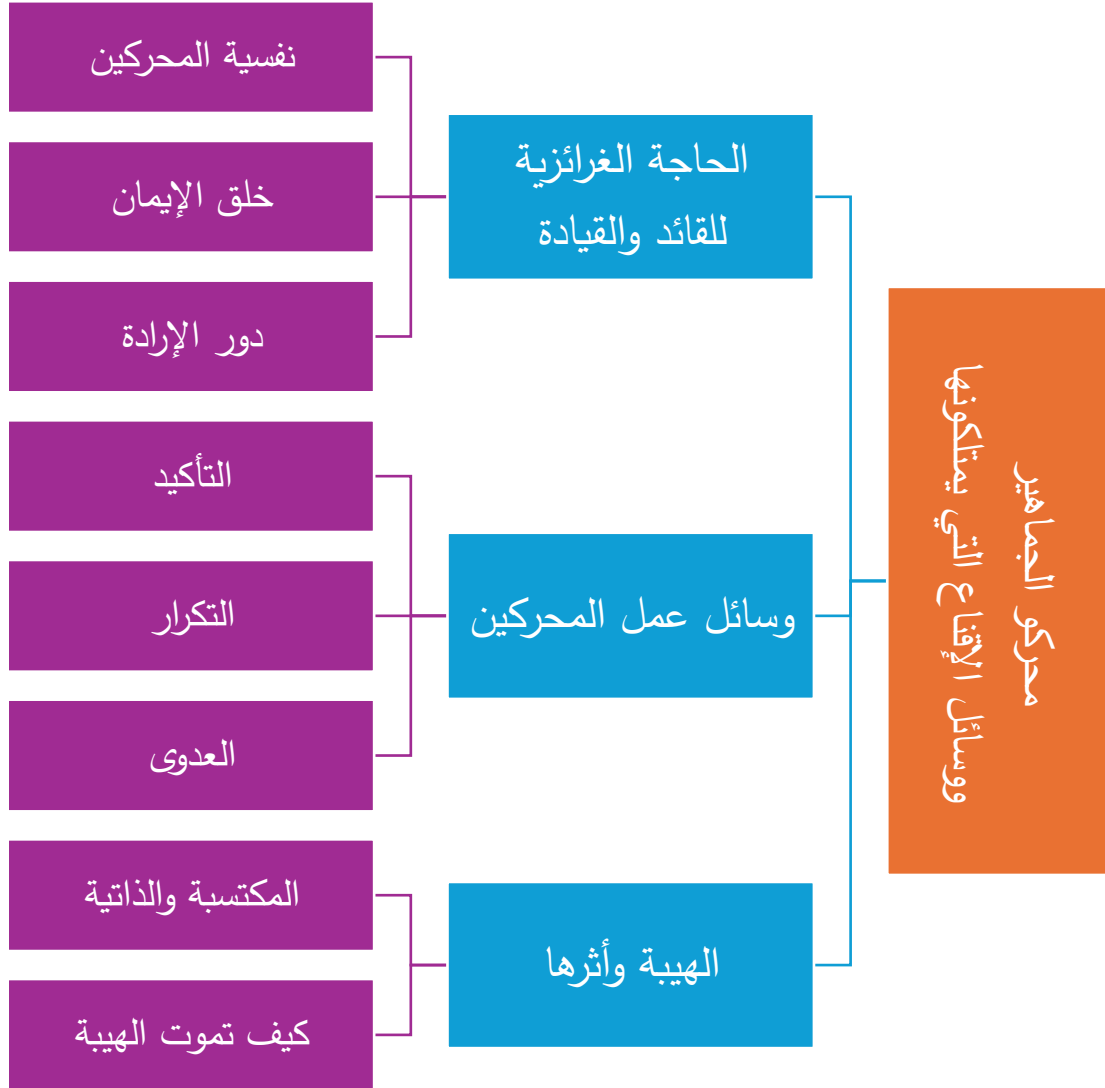 محركو الجماهير
ووسائل الإقناع التي يمتلكونها
الحاجة الغرائزية
للقائد والقيادة
نفسية المحركين
خلق الإيمان
دور الإرادة
وسائل عمل المحركين
التأكيد
التكرار
العدوى
الهيبة وأثرها
المكتسبة والذاتية
كيف تموت الهيبة